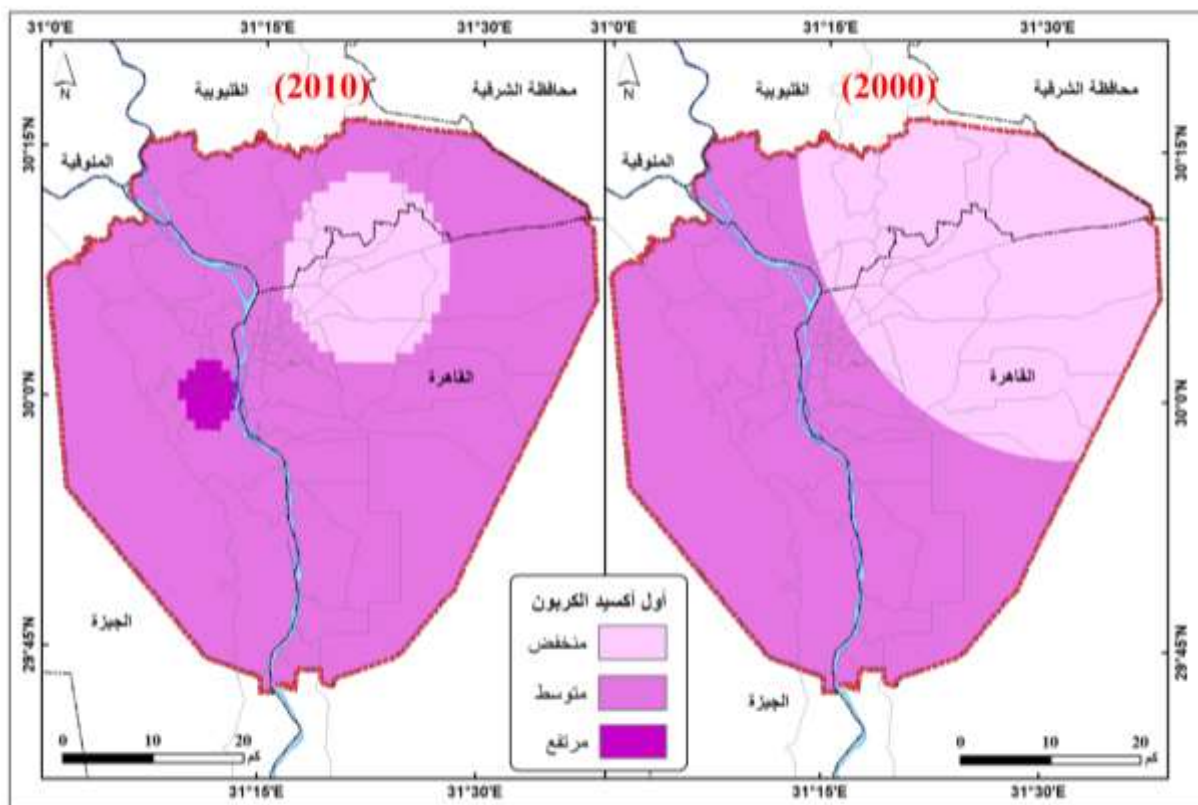 31°0'E 31°15'E 31°30'E 31°0'E 31°15'E 31°30'E
القليوبية (2010) محافظة الشرقية
القليوبية (2000) محافظة الشرقية
N
N
30°15'N
30°15'N
المنوفية
المنوفية
القاهرة
القاهرة
30°0'N
30°0'N
أول أكسيد الكربون
منخفض
متوسط
مرتفع
الجيزة
الجيزة
29°45'N
29°45'N
0 10 20
كم
0 10 20
كم
31°15'E 31°30'E 31°15'E 31°30'E